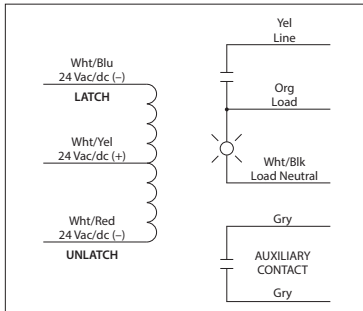 Wht/Blu
24 Vac/dc (–)
LATCH
Wht/Yel
24 Vac/dc (+)
Wht/Red
24 Vac/dc (–)
UNLATCH
Yel
Line
Org
Load
Wht/Blk
Load Neutral
Gry
AUXILIARY
CONTACT
Gry